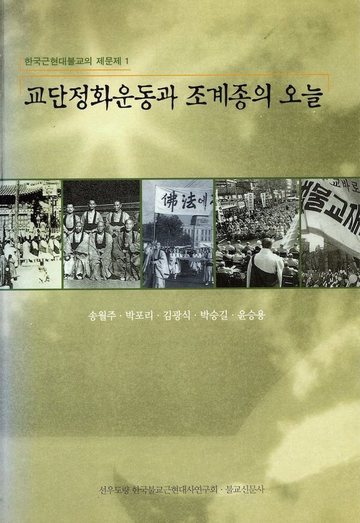 한국근현대불교의 제문제 1
교단정화운동과 조계종의 오늘
佛法에
불교재
송월주 · 박포리 · 김광식 · 박승길 · 윤승용
선우도량 한국불교근현대사연구회 · 불교신문사